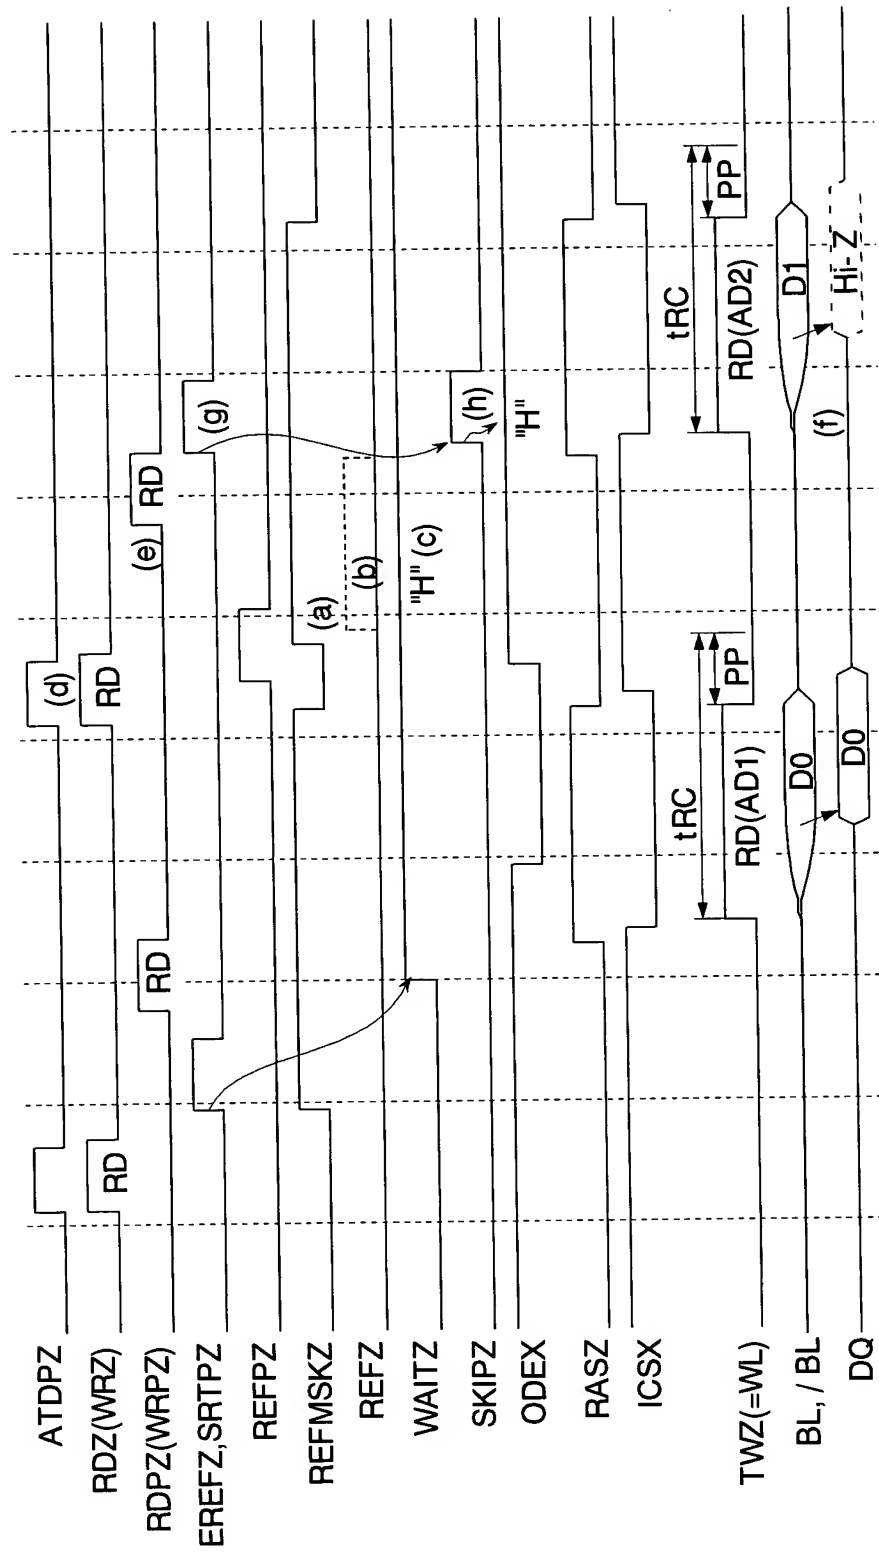 ATDPZ
(d)
RDZ(WRZ)
RD
RD
RDPZ(WRPZ)
RD
(e)
RD
EREFZ,SRTPZ
(g)
REFPZ
REFMSKZ
(a)
REFZ
(b)
WAITZ
"H" (c)
SKIPZ
(h)
ODEX
"H"
RASZ
ICSX
tRC
tRC
PP
PP
TWZ(=WL)
RD(AD1)
RD(AD2)
BL, / BL
D0
D1
(f)
DQ
D0
Hi-Z